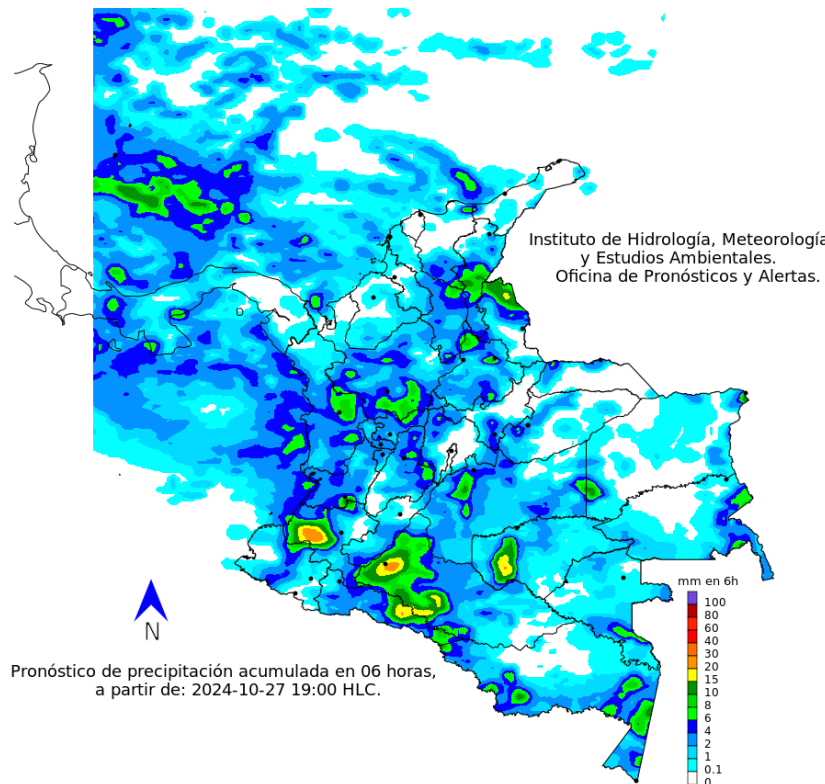 Instituto de Hidrología, Meteorología
y Estudios Ambientales.
Oficina de Pronósticos y Alertas.
N
Pronóstico de precipitación acumulada en 06 horas,
a partir de: 2024-10-27 19:00 HLC.
mm en 6h
100
80
60
40
30
20
15
10
8
6
4
2
1
0.1
0